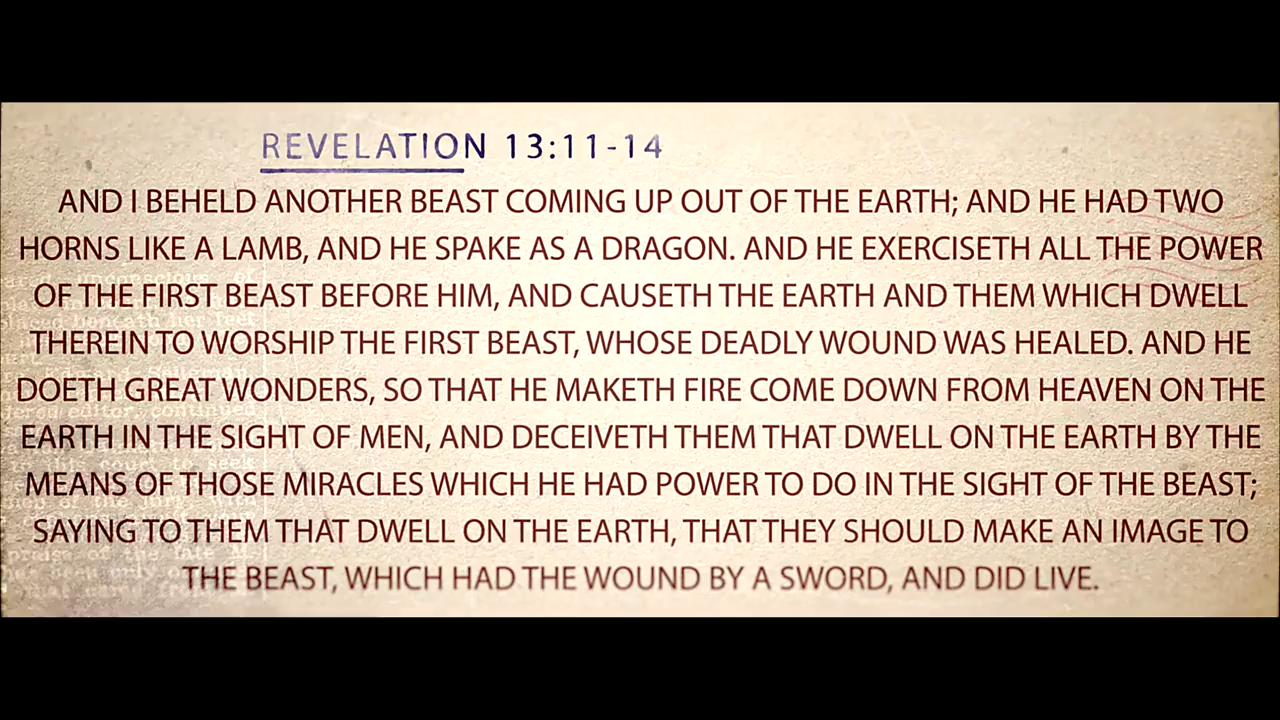 REVELATION 13:11-14
AND I BEHELD ANOTHER BEAST COMING UP OUT OF THE EARTH; AND HE HAD TWO
HORNS LIKE A LAMB, AND HE SPAKE AS A DRAGON. AND HE EXERCISETH ALL THE POWER
OF THE FIRST BEAST BEFORE HIM, AND CAUSETH THE EARTH AND THEM WHICH DWELL
THEREIN TO WORSHIP THE FIRST BEAST, WHOSE DEADLY WOUND WAS HEALED. AND HE
DOETH GREAT WONDERS, SO THAT HE MAKETH FIRE COME DOWN FROM HEAVEN ON THE
EARTH IN THE SIGHT OF MEN, AND DECEIVETH THEM THAT DWELL ON THE EARTH BY THE
MEANS OF THOSE MIRACLES WHICH HE HAD POWER TO DO IN THE SIGHT OF THE BEAST;
SAYING TO THEM THAT DWELL ON THE EARTH, THAT THEY SHOULD MAKE AN IMAGE TO
THE BEAST, WHICH HAD THE WOUND BY A SWORD, AND DID LIVE.